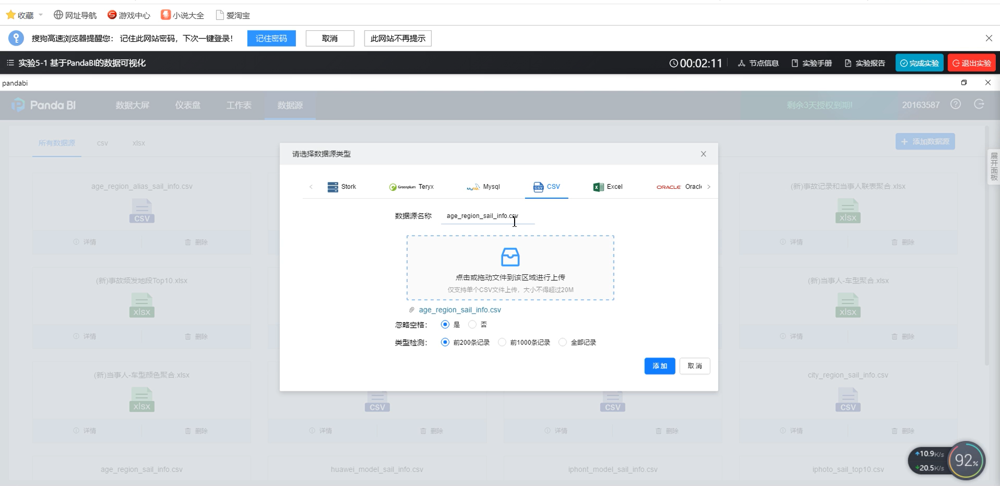 收藏 网址导航 游戏中心 小说大全 爱淘宝
搜狗高速浏览器提醒您： 记住此网站密码，下次一键登录！ 记住密码 取消 此网站不再提示
实验5-1 基于PandaBI的数据可视化 00:02:11 节点信息 实验手册 实验报告 完成实验 退出实验
pandabi
Panda BI 数据大屏 仪表盘 工作表 数据源 剩余3天授权到期! 20163587
所有数据源 csv xlsx 添加数据源
展开面板
请选择数据源类型
Stork Greenplum Teryx MySQL Mysql CSV CSV Excel ORACLE Oracl
数据源名称 age_region_sail_info.csv
点击或拖动文件到该区域进行上传
仅支持单个CSV文件上传，大小不得超过20M
age_region_sail_info.csv
忽略空格： 是 否
类型检测： 前200条记录 前1000条记录 全部记录
添加 取消
age_region_alias_sail_info.csv (新)事故记录和当事人联表聚合.xlsx
CSV xlsx
详情 删除 详情 删除
(新)事故频发地段Top10.xlsx (新)当事人-车型聚合.xlsx
xlsx xlsx
详情 删除 详情 删除
(新)当事人-车型颜色聚合.xlsx city_region_sail_info.csv
xlsx CSV CSV CSV
详情 删除 详情 删除 详情 删除 详情 删除
age_region_sail_info.csv huawei_model_sail_info.csv iphont_model_sail_info.csv iphoto_sail_top10.csv
10.9K/s
20.5K/s
92%